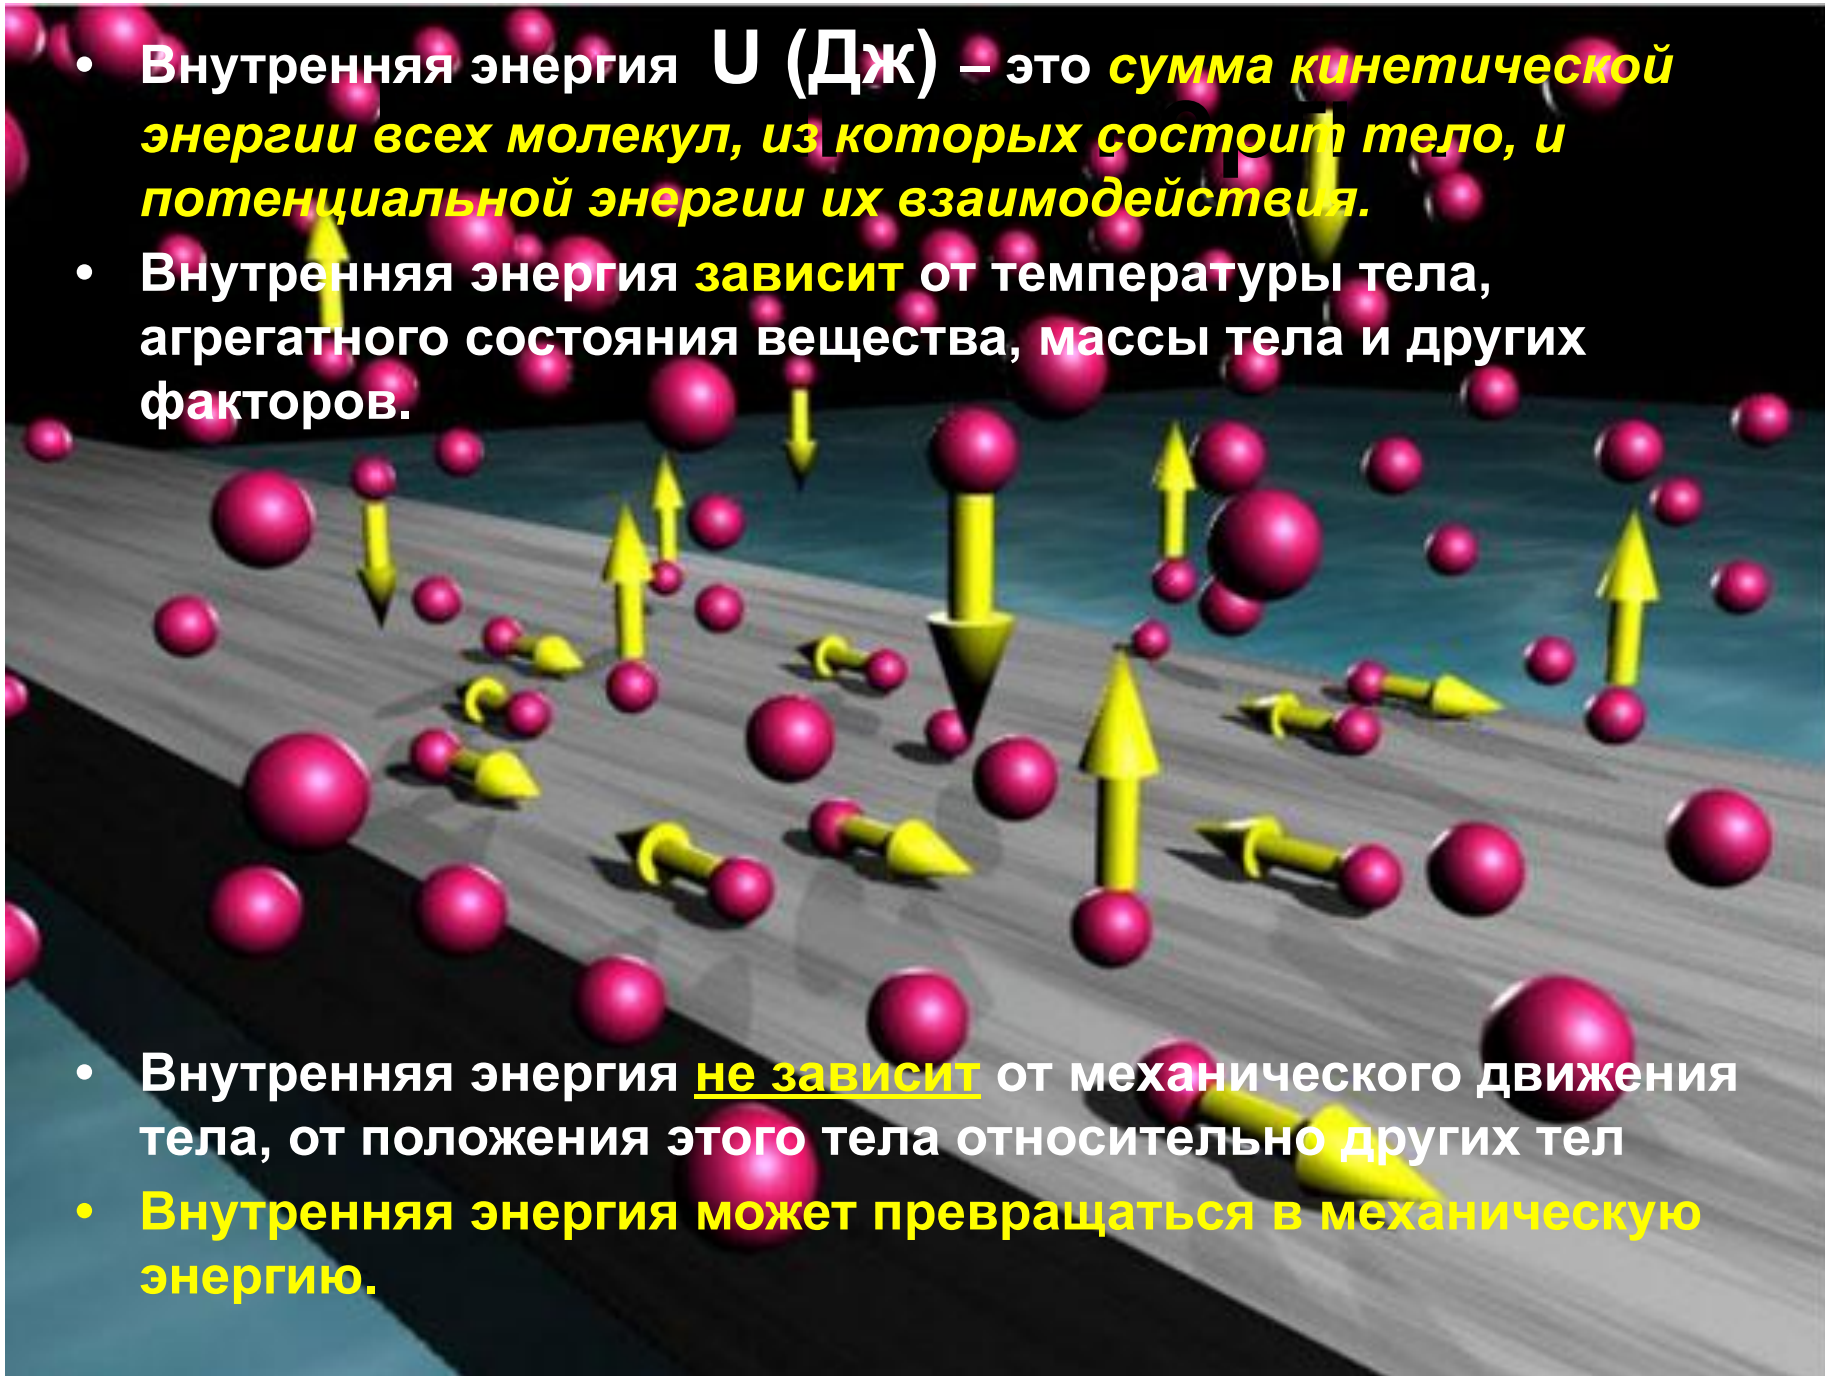 • Внутренняя энергия U (Дж) – это сумма кинетической
энергии всех молекул, из которых состоит тело, и
потенциальной энергии их взаимодействия.
• Внутренняя энергия зависит от температуры тела,
агрегатного состояния вещества, массы тела и других
факторов.
• Внутренняя энергия не зависит от механического движения
тела, от положения этого тела относительно других тел
• Внутренняя энергия может превращаться в механическую
энергию.